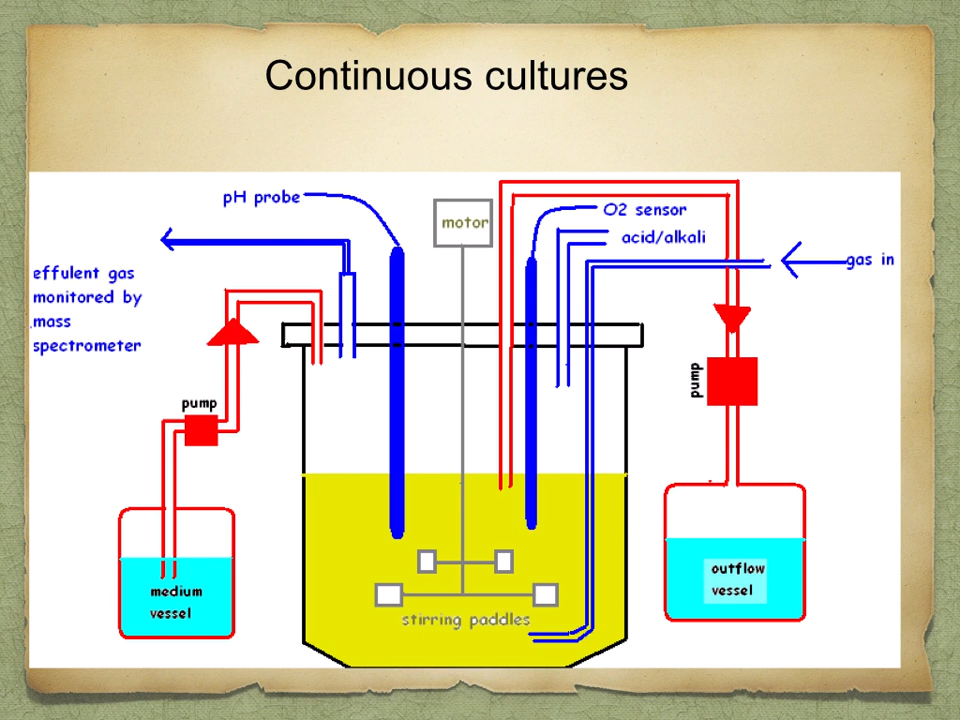 Continuous cultures
pH probe
motor
O2 sensor
acid/alkali
gas in
effulent gas
monitored by
mass
spectrometer
pump
pump
medium
vessel
outflow
vessel
stirring paddles